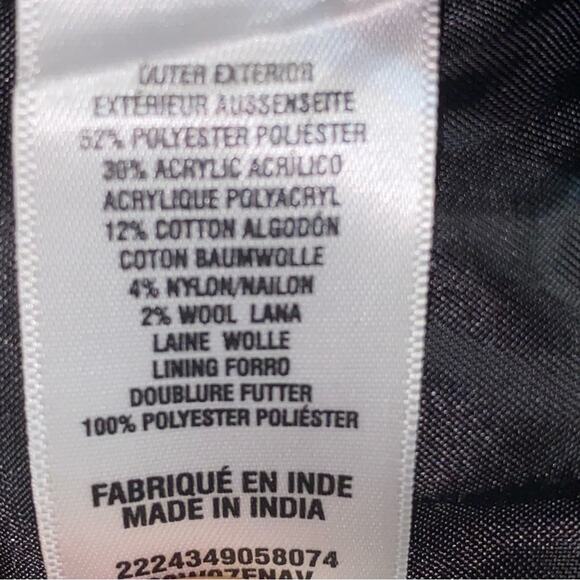 OUTER EXTERIOR
EXTÉRIEUR AUSSENSEITE
52% POLYESTER POLIÉSTER
30% ACRYLIC ACRÍLICO
ACRYLIQUE POLYACRYL
12% COTTON ALGODÓN
COTON BAUMWOLLE
4% NYLON/NAILON
2% WOOL LANA
LAINE WOLLE
LINING FORRO
DOUBLURE FUTTER
100% POLYESTER POLIÉSTER
FABRIQUÉ EN INDE
MADE IN INDIA
2224349058074